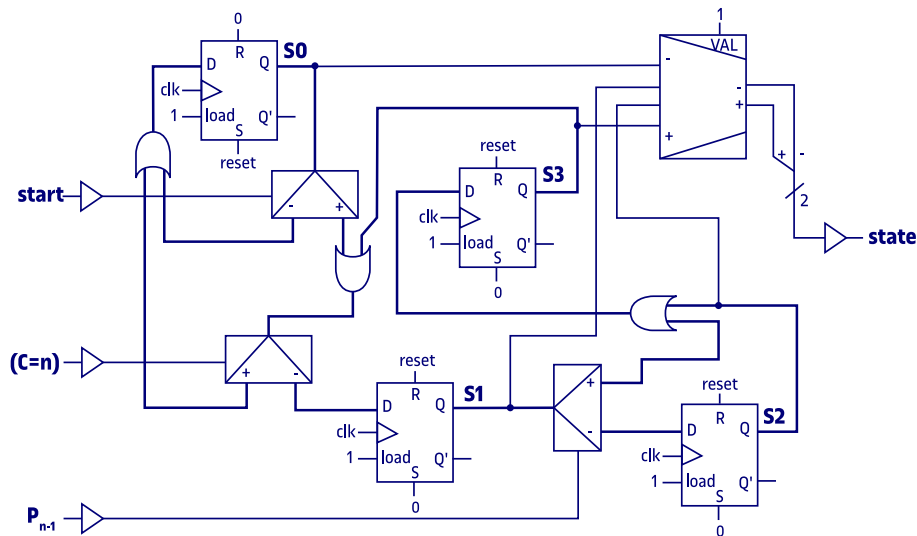 0 1
R S0 VAL
D Q -
clk
1 load Q' - +
S +
reset
reset
- 
+
2
start - + R S3
D Q
clk
1 load Q' state
S
0
(C=n) + - reset
R S1 + reset
D Q R S2
clk - D Q
1 load Q' clk
S 1 load Q'
0 S
P n-1 0